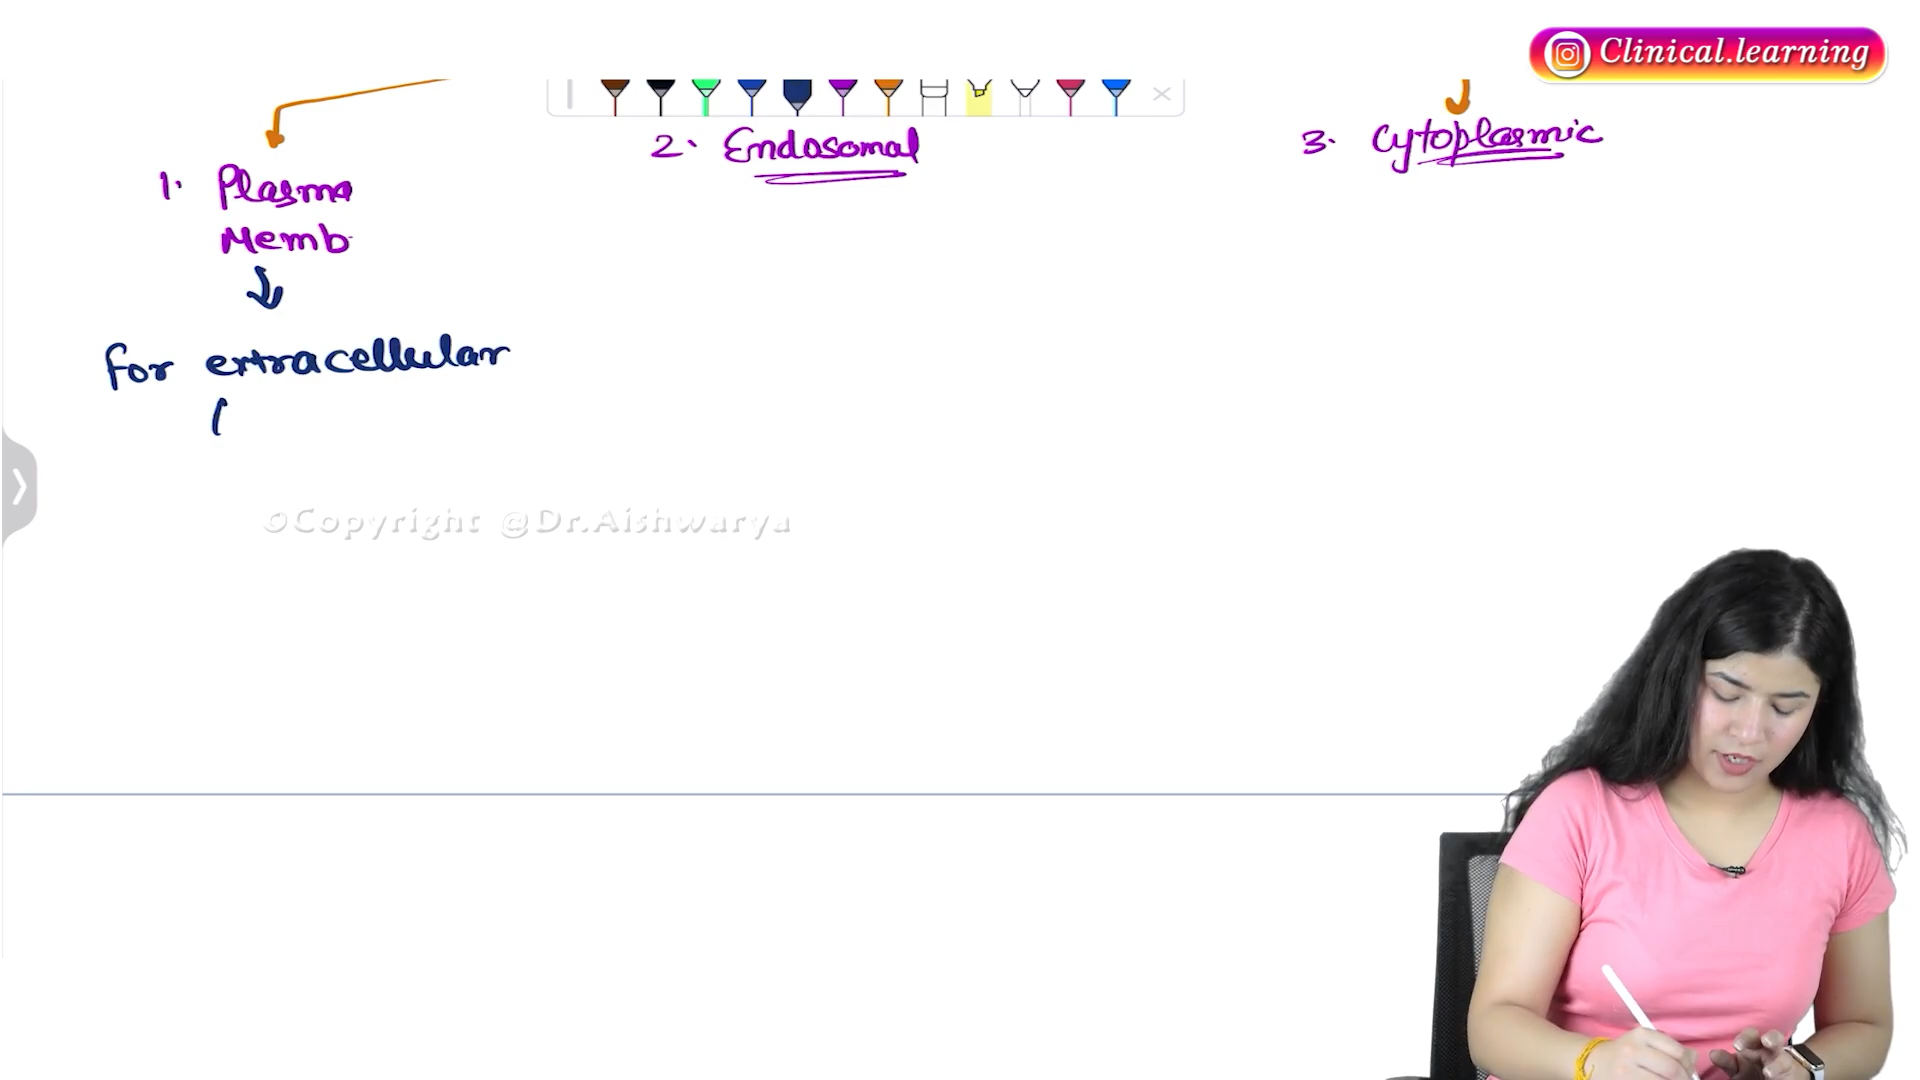 Clinical.learning
1. Plasma
Memb
2. Endosomal
3. Cytoplasmic
For extracellular
©Copyright @Dr.Aishwarya